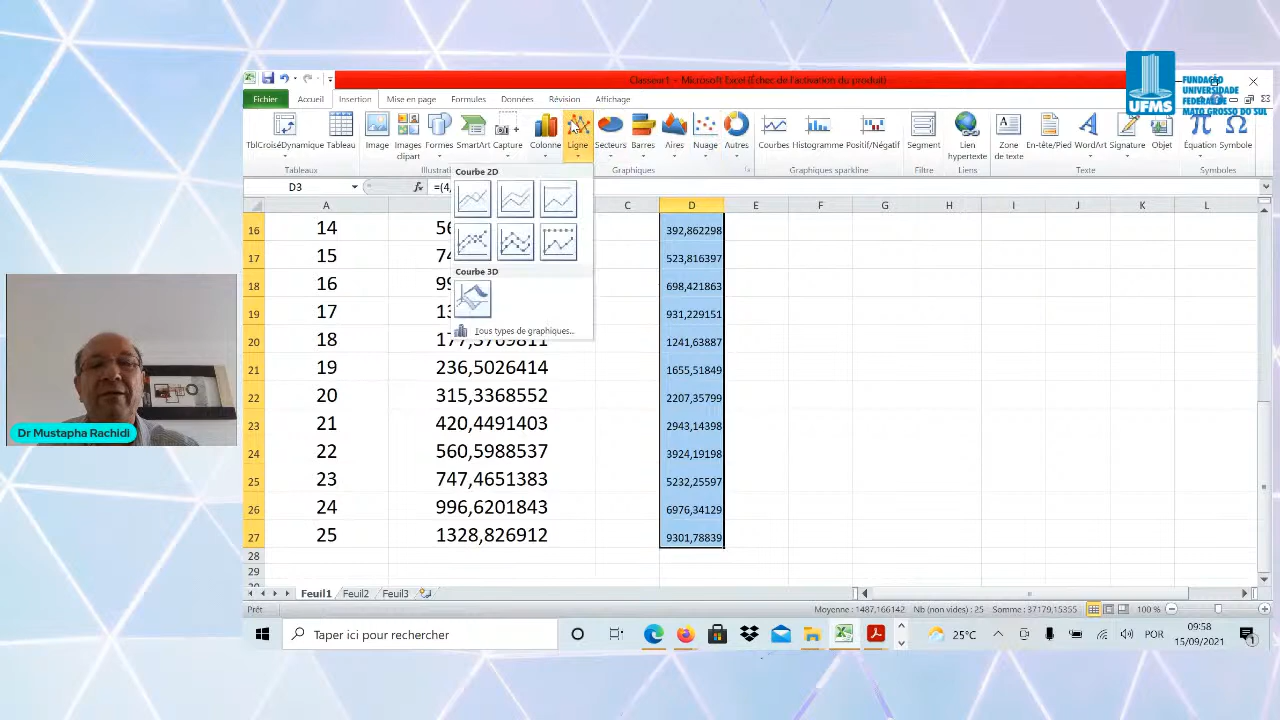 Classeur1 - Microsoft Excel (Échec de l'activation du produit)
UFMS
FUNDAÇÃO
UNIVERSIDADE
FEDERAL DE
MATO GROSSO DO SUL
Fichier Accueil Insertion Mise en page Formules Données Révision Affichage
TblCroiséDynamique Tableau Image Images clipart Formes SmartArt Capture Colonne Ligne Secteurs Barres Aires Nuage Autres Courbes Histogramme Positif/Négatif Segment Lien hypertexte Zone de texte En-tête/Pied WordArt Signature Objet Équation Symbole
Tableaux Graphiques Graphiques sparkline Filtre Liens Texte Symboles
D3 fx =(4,
Courbe 2D
Courbe 3D
Tous types de graphiques...
A C D E F G H I J K L
16 14 392,862298
17 15 523,816397
18 16 698,421863
19 17 931,229151
20 18 1241,63887
21 19 236,5026414 1655,51849
22 20 315,3368552 2207,35799
23 21 420,4491403 2943,14398
24 22 560,5988537 3924,19198
25 23 747,4651383 5232,25597
26 24 996,6201843 6976,34129
27 25 1328,826912 9301,78839
28
29
Dr Mustapha Rachidi
Feuil1 Feuil2 Feuil3
Prêt Moyenne : 1487,166142 Nb (non vides) : 25 Somme : 37179,15355 100 %
Taper ici pour rechercher 25°C POR 09:58
15/09/2021